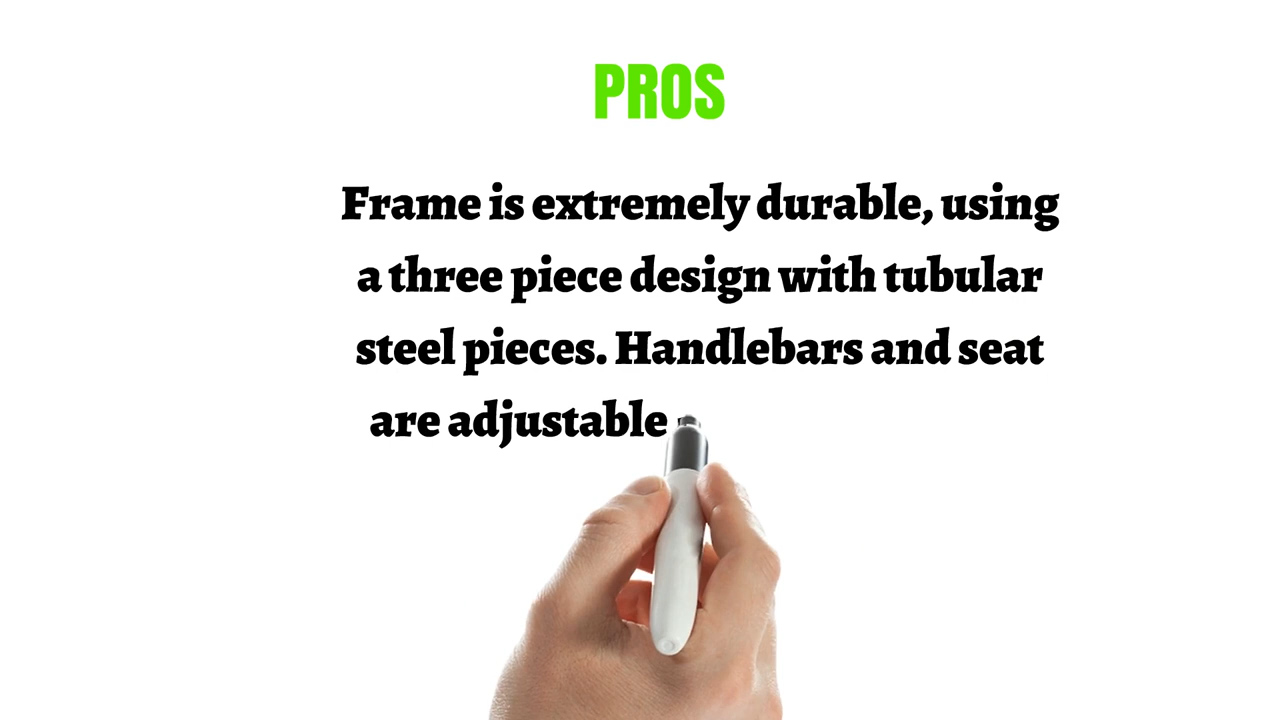 PROS
Frame is extremely durable, using
a three piece design with tubular
steel pieces. Handlebars and seat
are adjustable